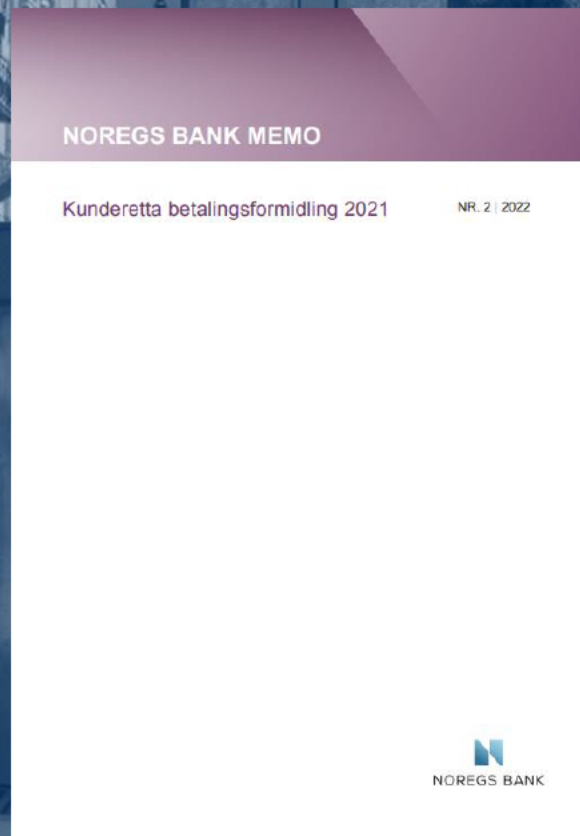 NOREGS BANK MEMO
Kunderetta betalingsformidling 2021
NR. 2 | 2022
NOREGS BANK